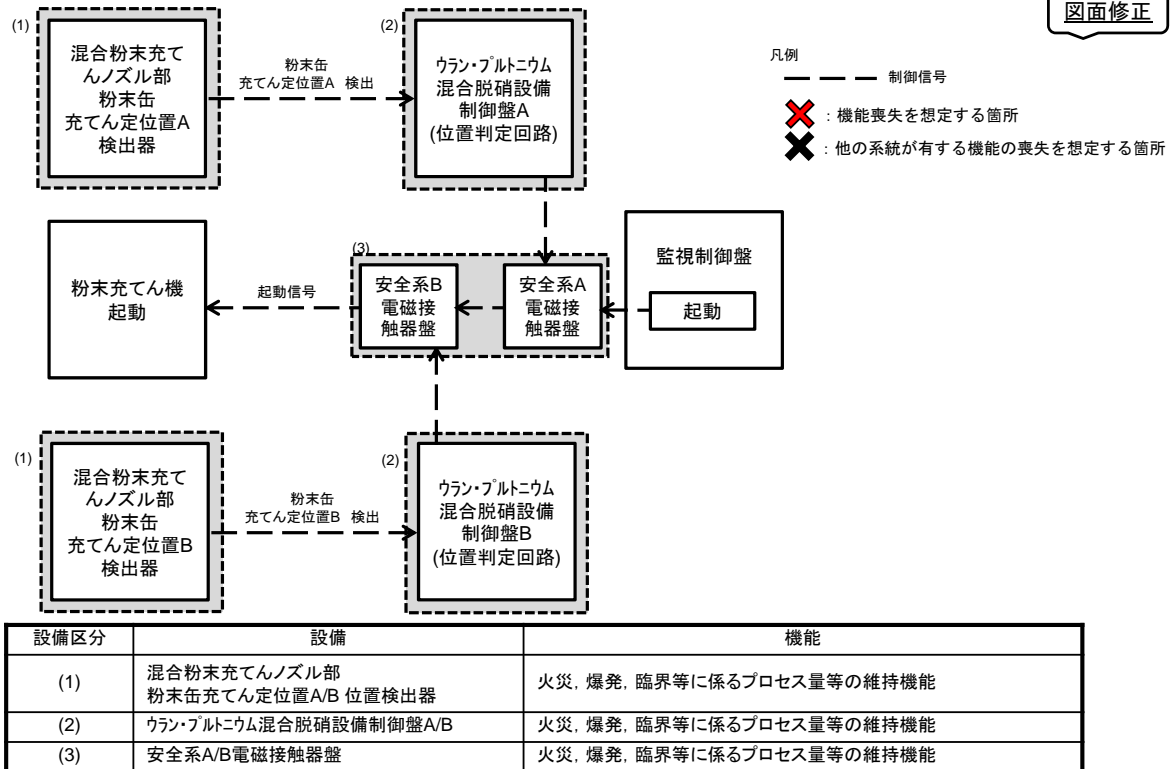 図面修正
(1)
混合粉末充て
んノズル部
粉末缶
充てん定位置A
検出器
粉末缶
充てん定位置A 検出
(2)
ウラン・プルトニウム
混合脱硝設備
制御盤A
(位置判定回路)
凡例
制御信号
:機能喪失を想定する箇所
:他の系統が有する機能の喪失を想定する箇所
粉末充てん機
起動
起動信号
(3)
安全系B
電磁接
触器盤
安全系A
電磁接
触器盤
監視制御盤
起動
(1)
混合粉末充て
んノズル部
粉末缶
充てん定位置B
検出器
粉末缶
充てん定位置B 検出
(2)
ウラン・プルトニウム
混合脱硝設備
制御盤B
(位置判定回路)
設備区分 設備 機能
(1) 混合粉末充てんノズル部
粉末缶充てん定位置A/B 位置検出器 火災，爆発，臨界等に係るプロセス量等の維持機能
(2) ウラン・プルトニウム混合脱硝設備制御盤A/B 火災，爆発，臨界等に係るプロセス量等の維持機能
(3) 安全系A/B電磁接触器盤 火災，爆発，臨界等に係るプロセス量等の維持機能